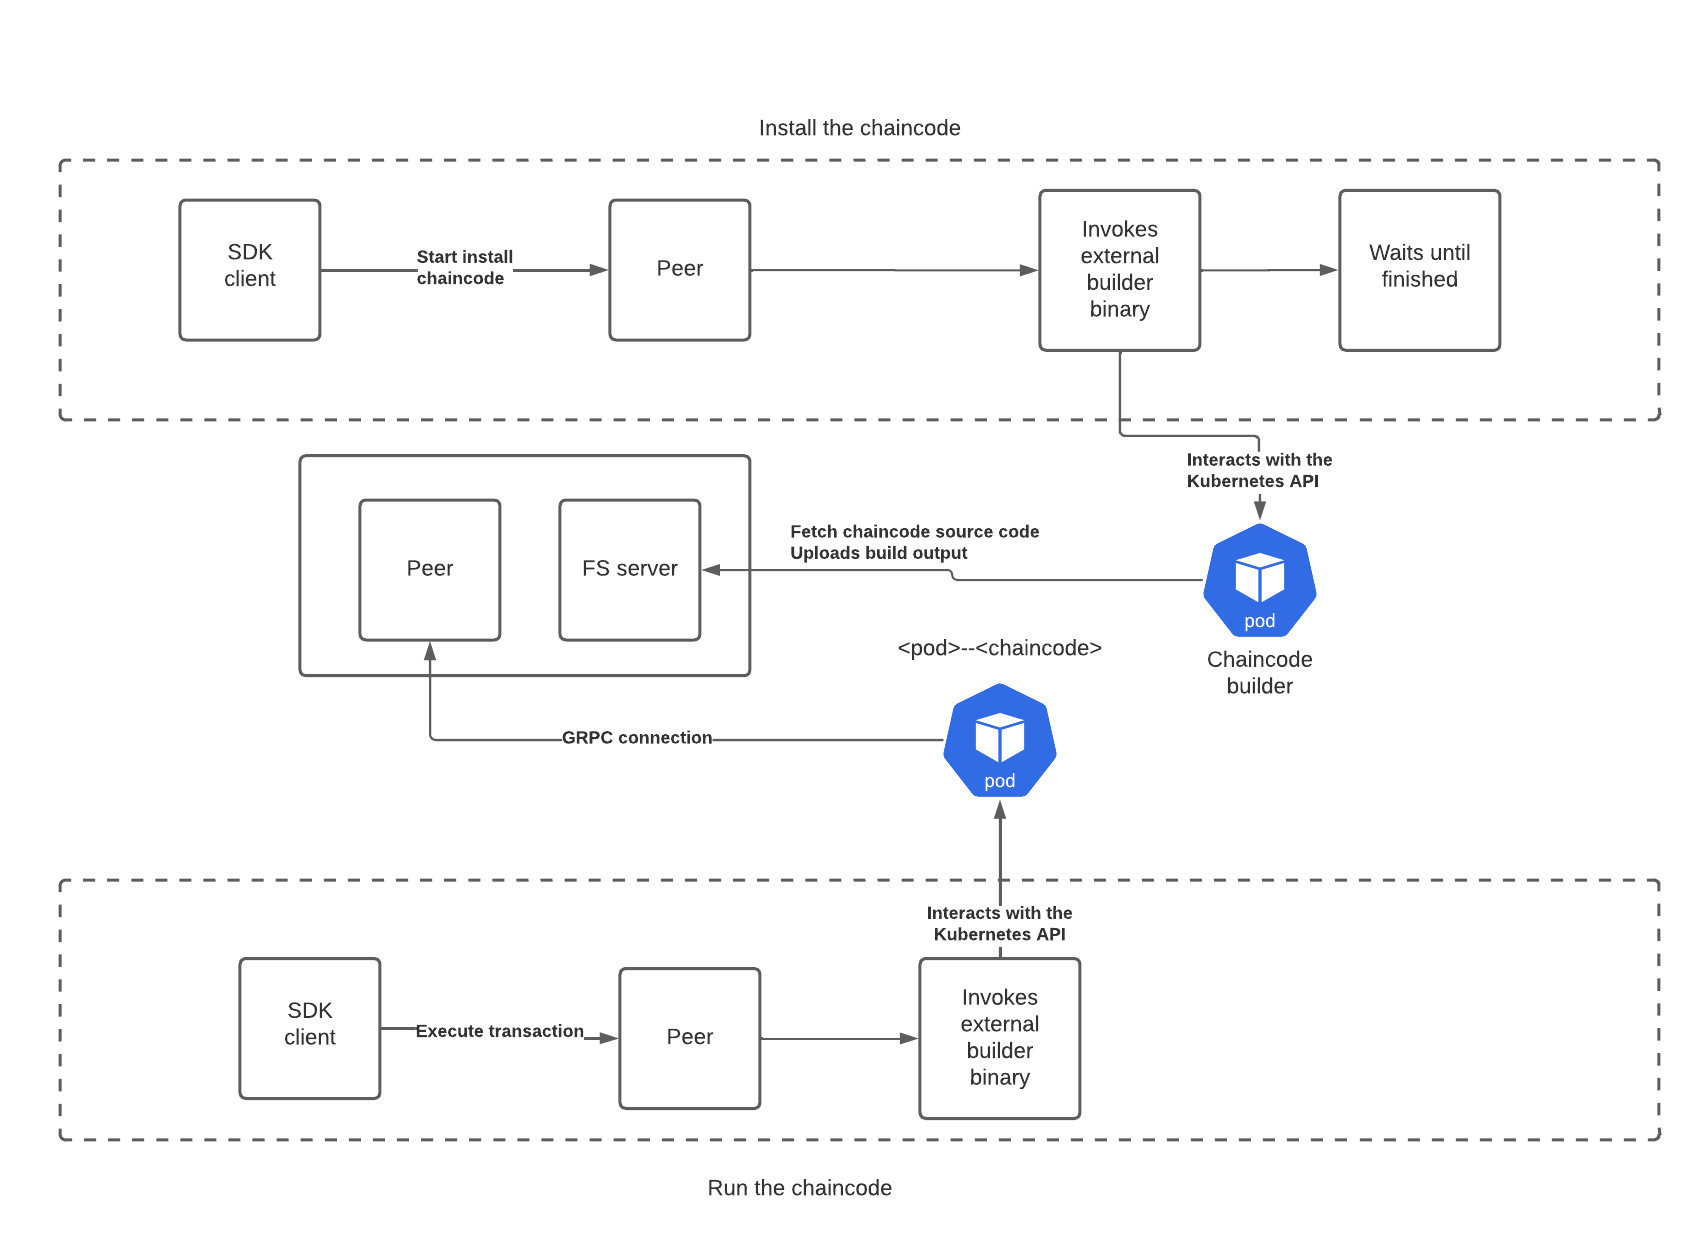 Install the chaincode
SDK
client
Start install
chaincode
Peer
Invokes
external
builder
binary
Waits until
finished
Interacts with the
Kubernetes API
Peer
FS server
Fetch chaincode source code
Uploads build output
pod
Chaincode
builder
<pod>--<chaincode>
pod
GRPC connection
Interacts with the
Kubernetes API
SDK
client
Execute transaction
Peer
Invokes
external
builder
binary
Run the chaincode